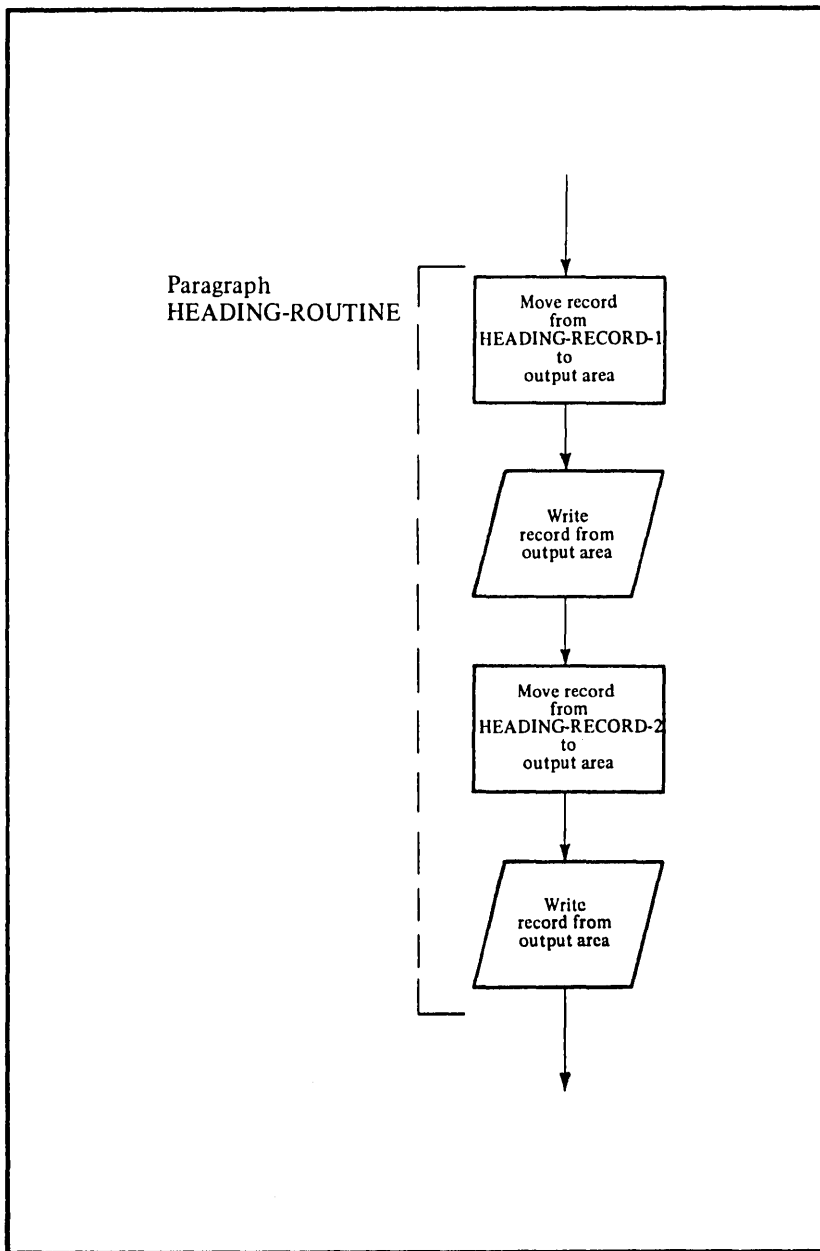 Paragraph
HEADING-ROUTINE
Move record
from
HEADING-RECORD-1
to
output area
Write
record from
output area
Move record
from
HEADING-RECORD-2
to
output area
Write
record from
output area